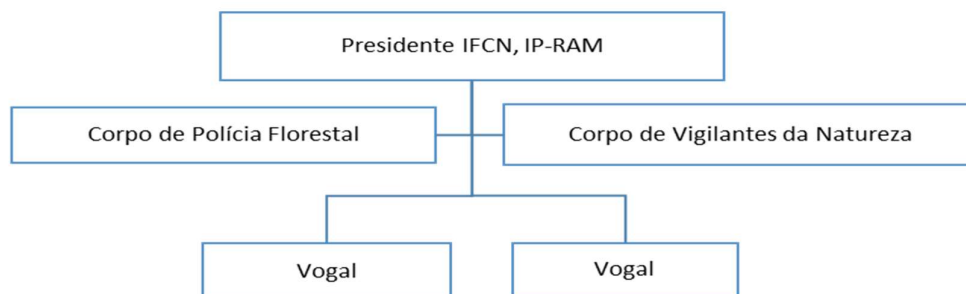 Presidente IFCN, IP-RAM
Corpo de Polícia Florestal
Corpo de Vigilantes da Natureza
Vogal
Vogal